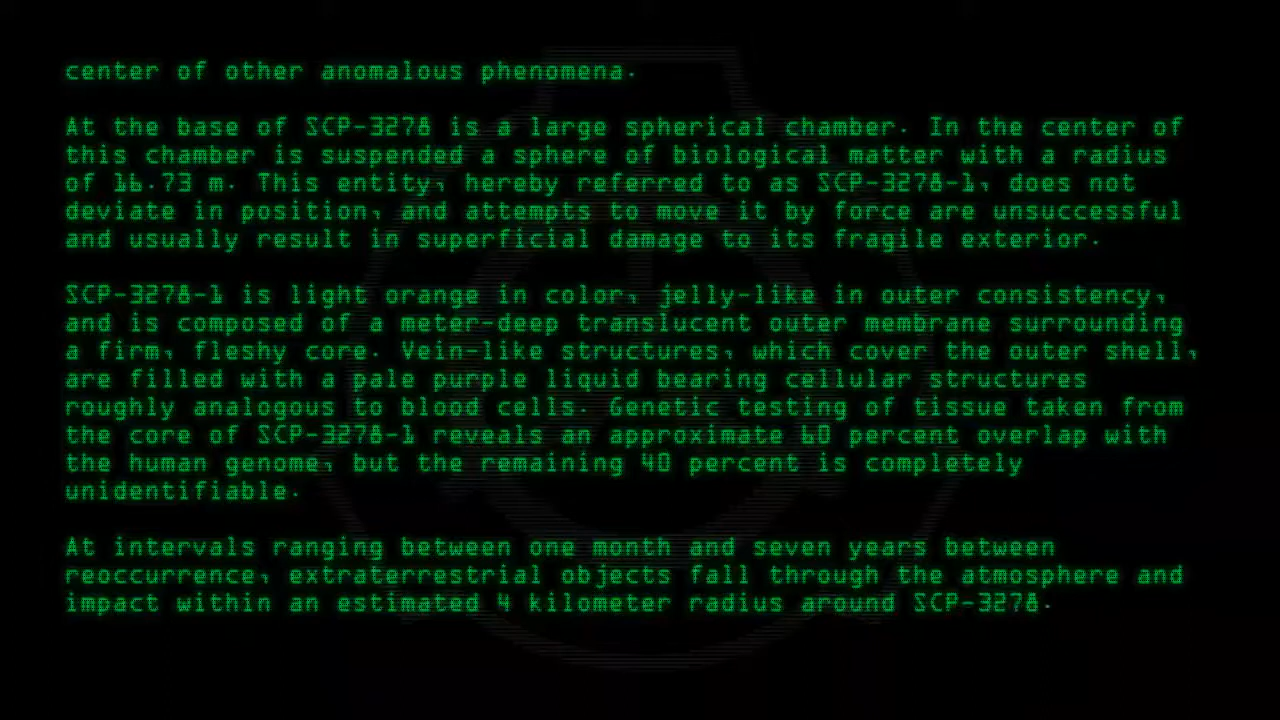 center of other anomalous phenomena.
At the base of SCP-3278 is a large spherical chamber. In the center of
this chamber is suspended a sphere of biological matter with a radius
of 16.73 m. This entity, hereby referred to as SCP-3278-1, does not
deviate in position, and attempts to move it by force are unsuccessful
and usually result in superficial damage to its fragile exterior.
SCP-3278-1 is light orange in color, jelly-like in outer consistency,
and is composed of a meter-deep translucent outer membrane surrounding
a firm, fleshy core. Vein-like structures, which cover the outer shell,
are filled with a pale purple liquid bearing cellular structures
roughly analogous to blood cells. Genetic testing of tissue taken from
the core of SCP-3278-1 reveals an approximate 60 percent overlap with
the human genome, but the remaining 40 percent is completely
unidentifiable.
At intervals ranging between one month and seven years between
reoccurrence, extraterrestrial objects fall through the atmosphere and
impact within an estimated 4 kilometer radius around SCP-3278.